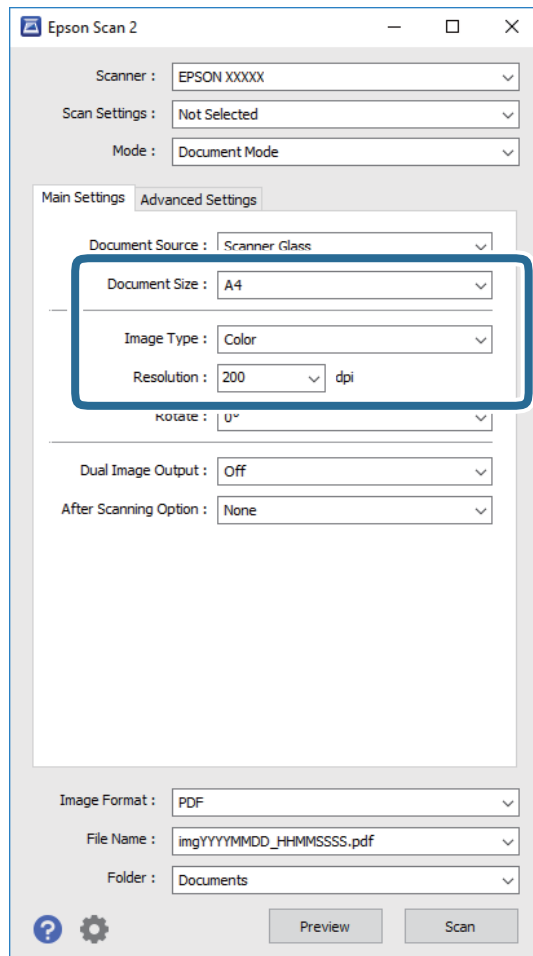 Epson Scan 2
Scanner : EPSON XXXXX
Scan Settings : Not Selected
Mode : Document Mode
Main Settings Advanced Settings
Document Source : Scanner Glass
Document Size : A4
Image Type : Color
Resolution : 200 dpi
Rotate : 0°
Dual Image Output : Off
After Scanning Option : None
Image Format : PDF
File Name : imgYYYYMMDD_HHMMSSSS.pdf
Folder : Documents
? Preview Scan